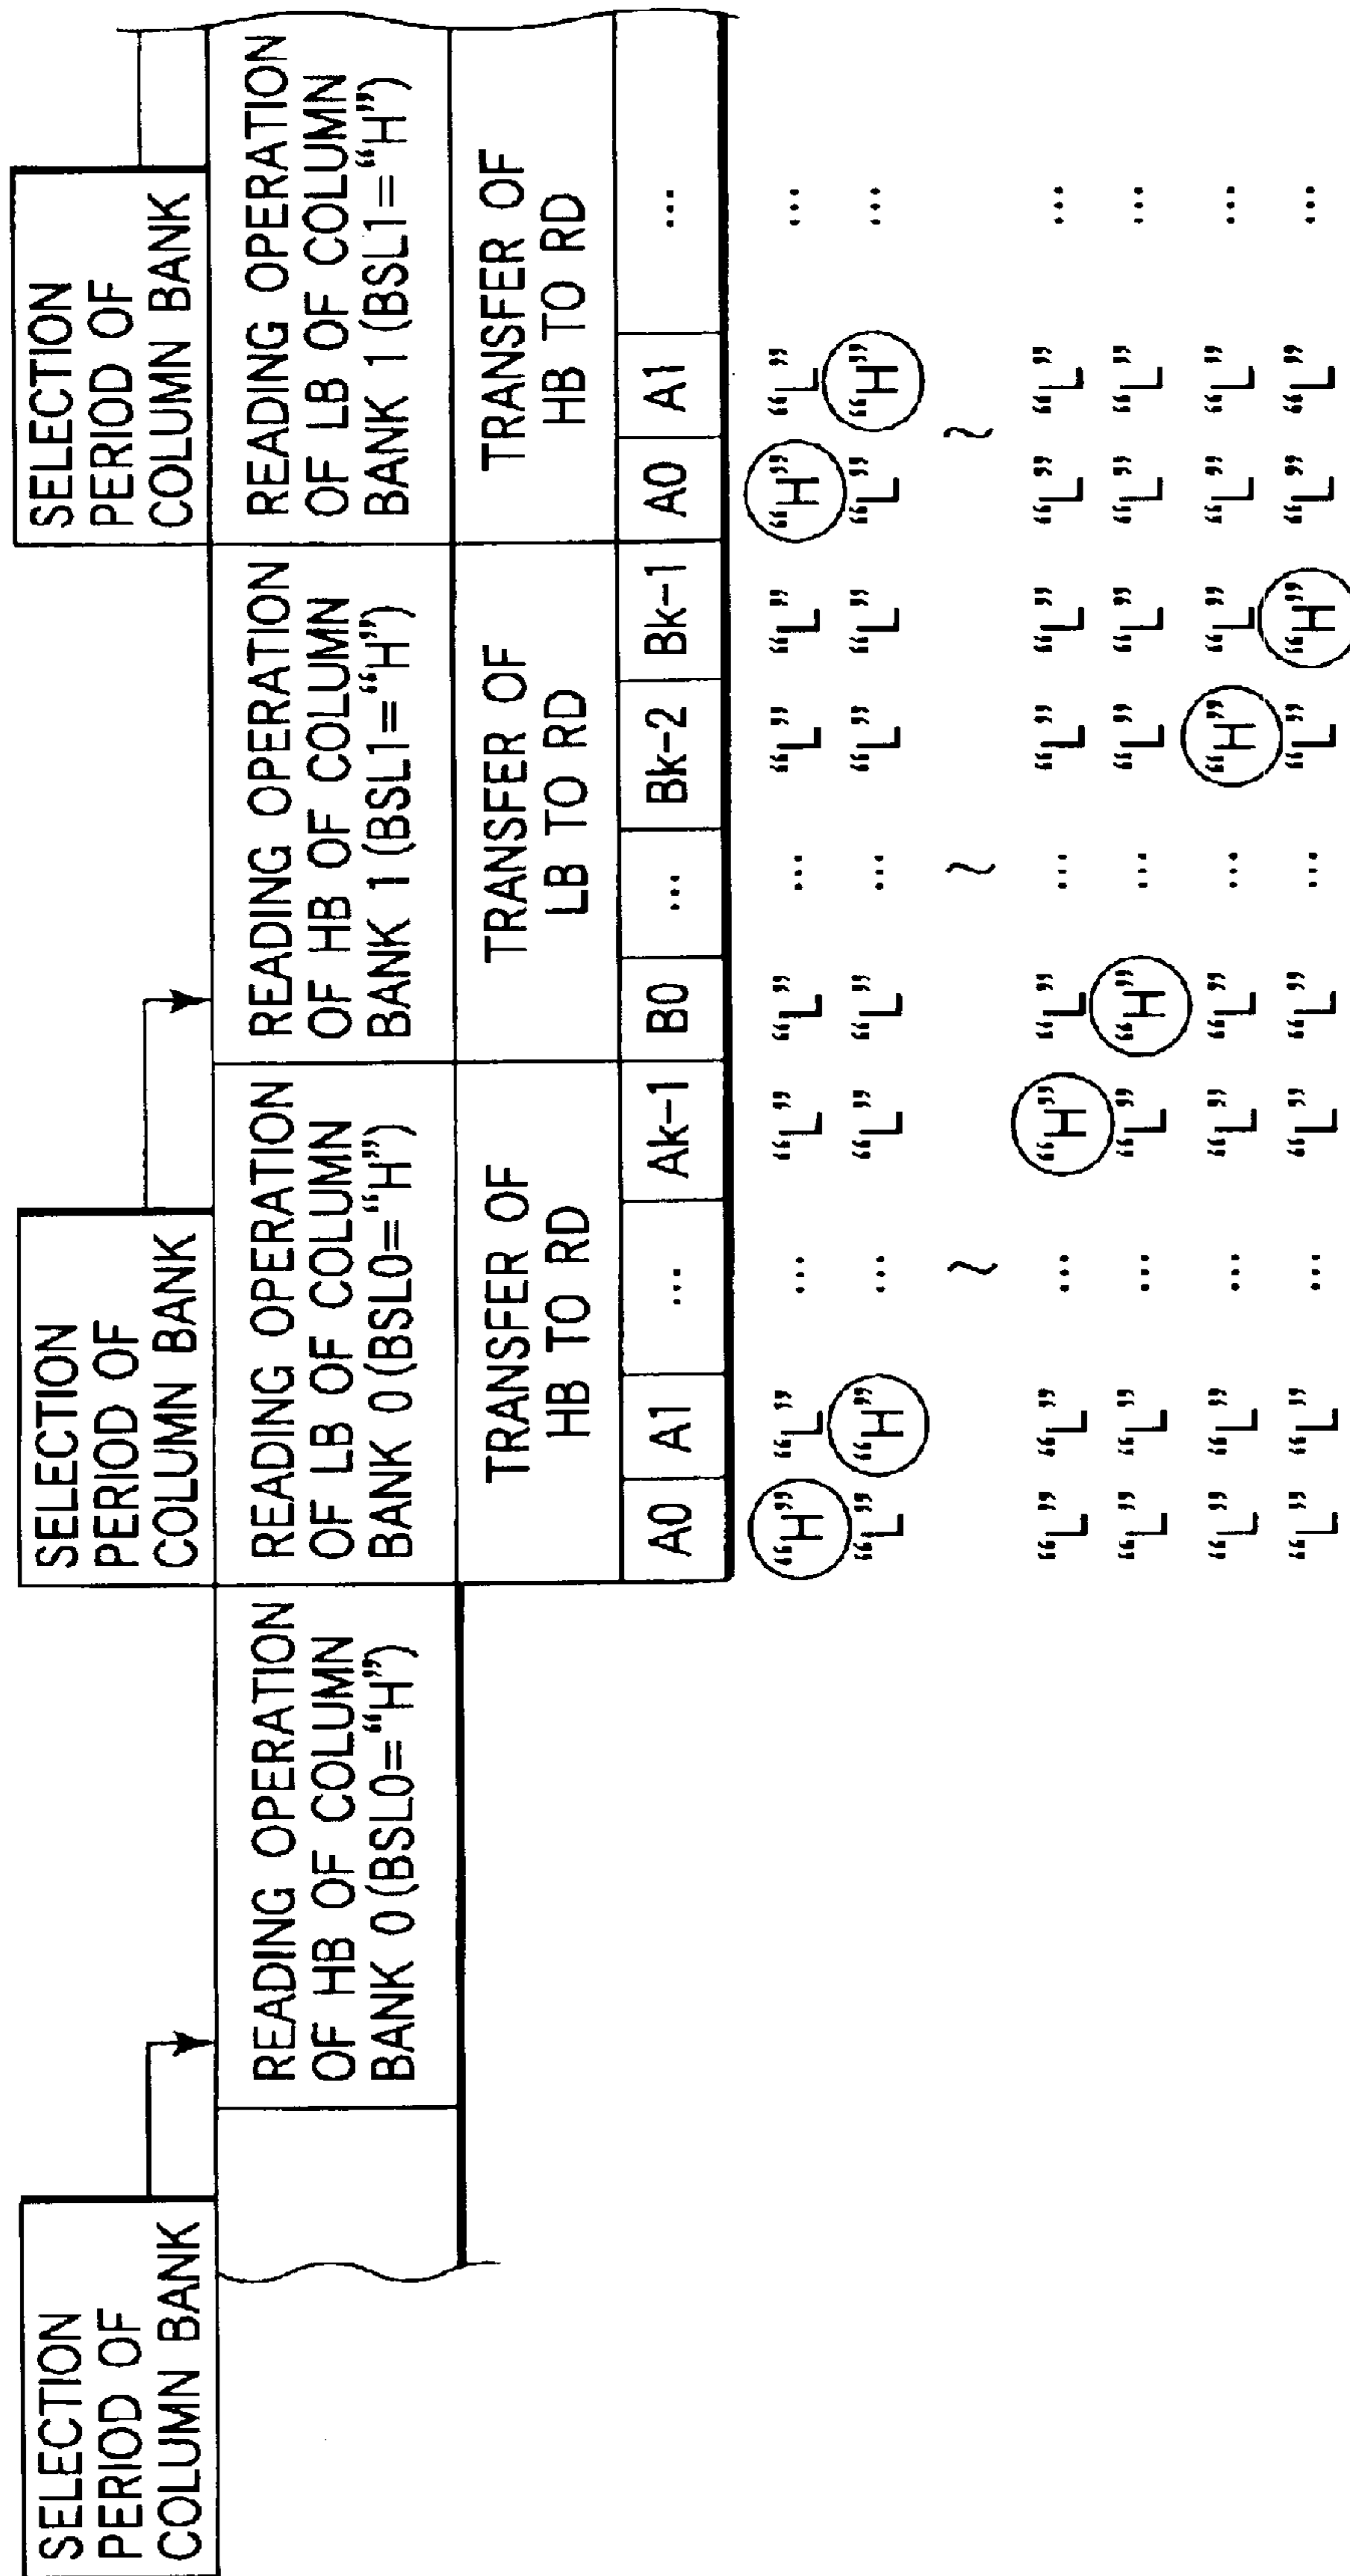 SELECTION
PERIOD OF
COLUMN BANK
SELECTION
PERIOD OF
COLUMN BANK
SELECTION
PERIOD OF
COLUMN BANK
READING OPERATION
OF HB OF COLUMN
BANK 0 (BSL0=“H”)
READING OPERATION
OF LB OF COLUMN
BANK 0 (BSL0=“H”)
READING OPERATION
OF HB OF COLUMN
BANK 1 (BSL1=“H”)
READING OPERATION
OF LB OF COLUMN
BANK 1 (BSL1=“H”)
TRANSFER OF
HB TO RD
TRANSFER OF
LB TO RD
TRANSFER OF
HB TO RD
A0 A1 ... Ak-1 B0 ... Bk-2 Bk-1 A0 A1 ...
“H” “L” ... “L” “L” ... “L” “L” “H” “L” ...
“L” “H” ... “L” “L” ... “L” “L” “L” “H” ...
~ ~ ~
“L” “L” ... “H” “L” ... “L” “L” “L” “L” ...
“L” “L” ... “L” “H” ... “L” “L” “L” “L” ...
“L” “L” ... “L” “L” ... “H” “L” “L” “L” ...
“L” “L” ... “L” “L” ... “L” “H” “L” “L” ...